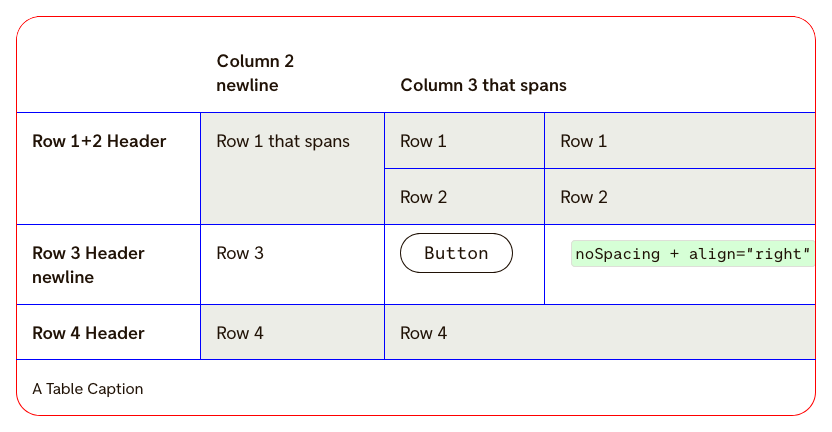 Column 2
newline
Column 3 that spans
Row 1+2 Header
Row 1 that spans
Row 1
Row 1
Row 2
Row 2
Row 3 Header
newline
Row 3
Button
noSpacing + align="right"
Row 4 Header
Row 4
Row 4
A Table Caption